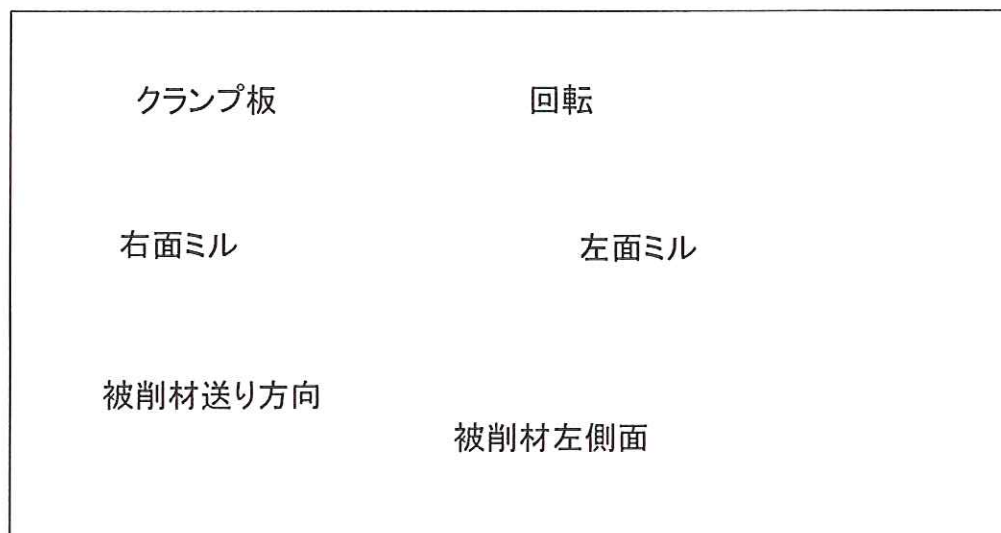 クランプ板
回転
右面ミル
左面ミル
被削材送り方向
被削材左側面